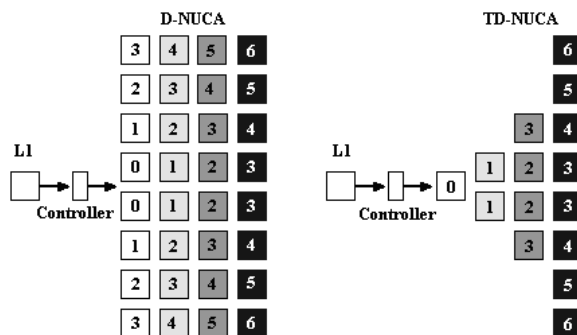 D-NUCA TD-NUCA
3 4 5 6 6
2 3 4 5 5
1 2 3 4 3 4
L1 0 1 2 3 L1 1 2 3
0
Controller 0 1 2 3 Controller 1 2 3
1 2 3 4 3 4
2 3 4 5 5
3 4 5 6 6